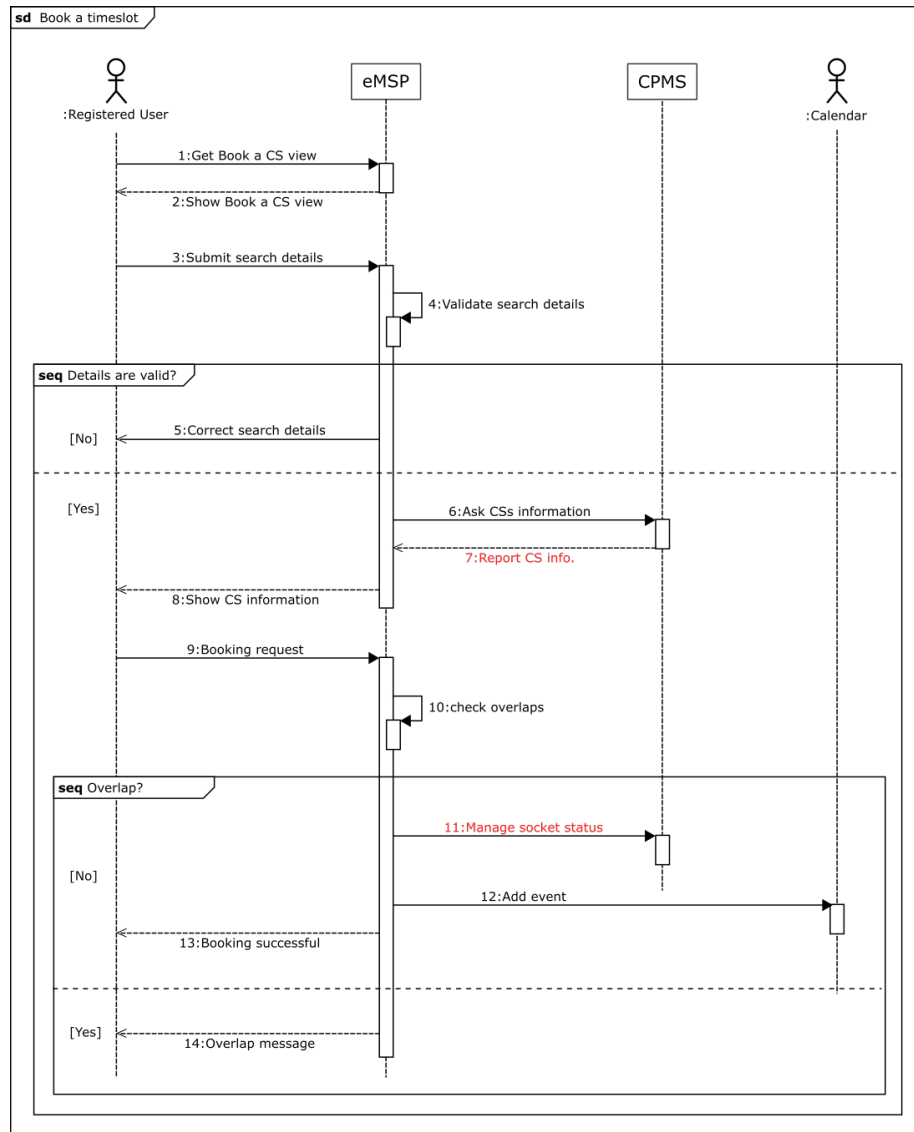 sd Book a timeslot
:Registered User
eMSP
CPMS
:Calendar
1:Get Book a CS view
2:Show Book a CS view
3:Submit search details
4:Validate search details
seq Details are valid?
[No]
5:Correct search details
[Yes]
6:Ask CSs information
7:Report CS info.
8:Show CS information
9:Booking request
10:check overlaps
seq Overlap?
11:Manage socket status
[No]
12:Add event
13:Booking successful
[Yes]
14:Overlap message